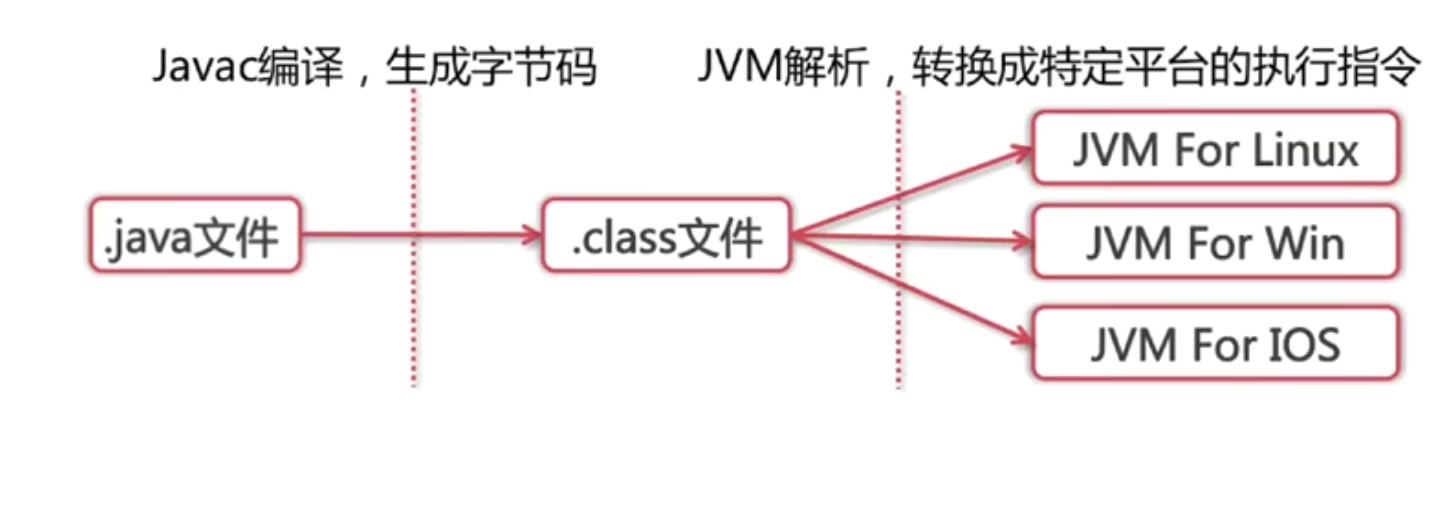 Javac编译，生成字节码
JVM解析，转换成特定平台的执行指令
.java文件
.class文件
JVM For Linux
JVM For Win
JVM For IOS